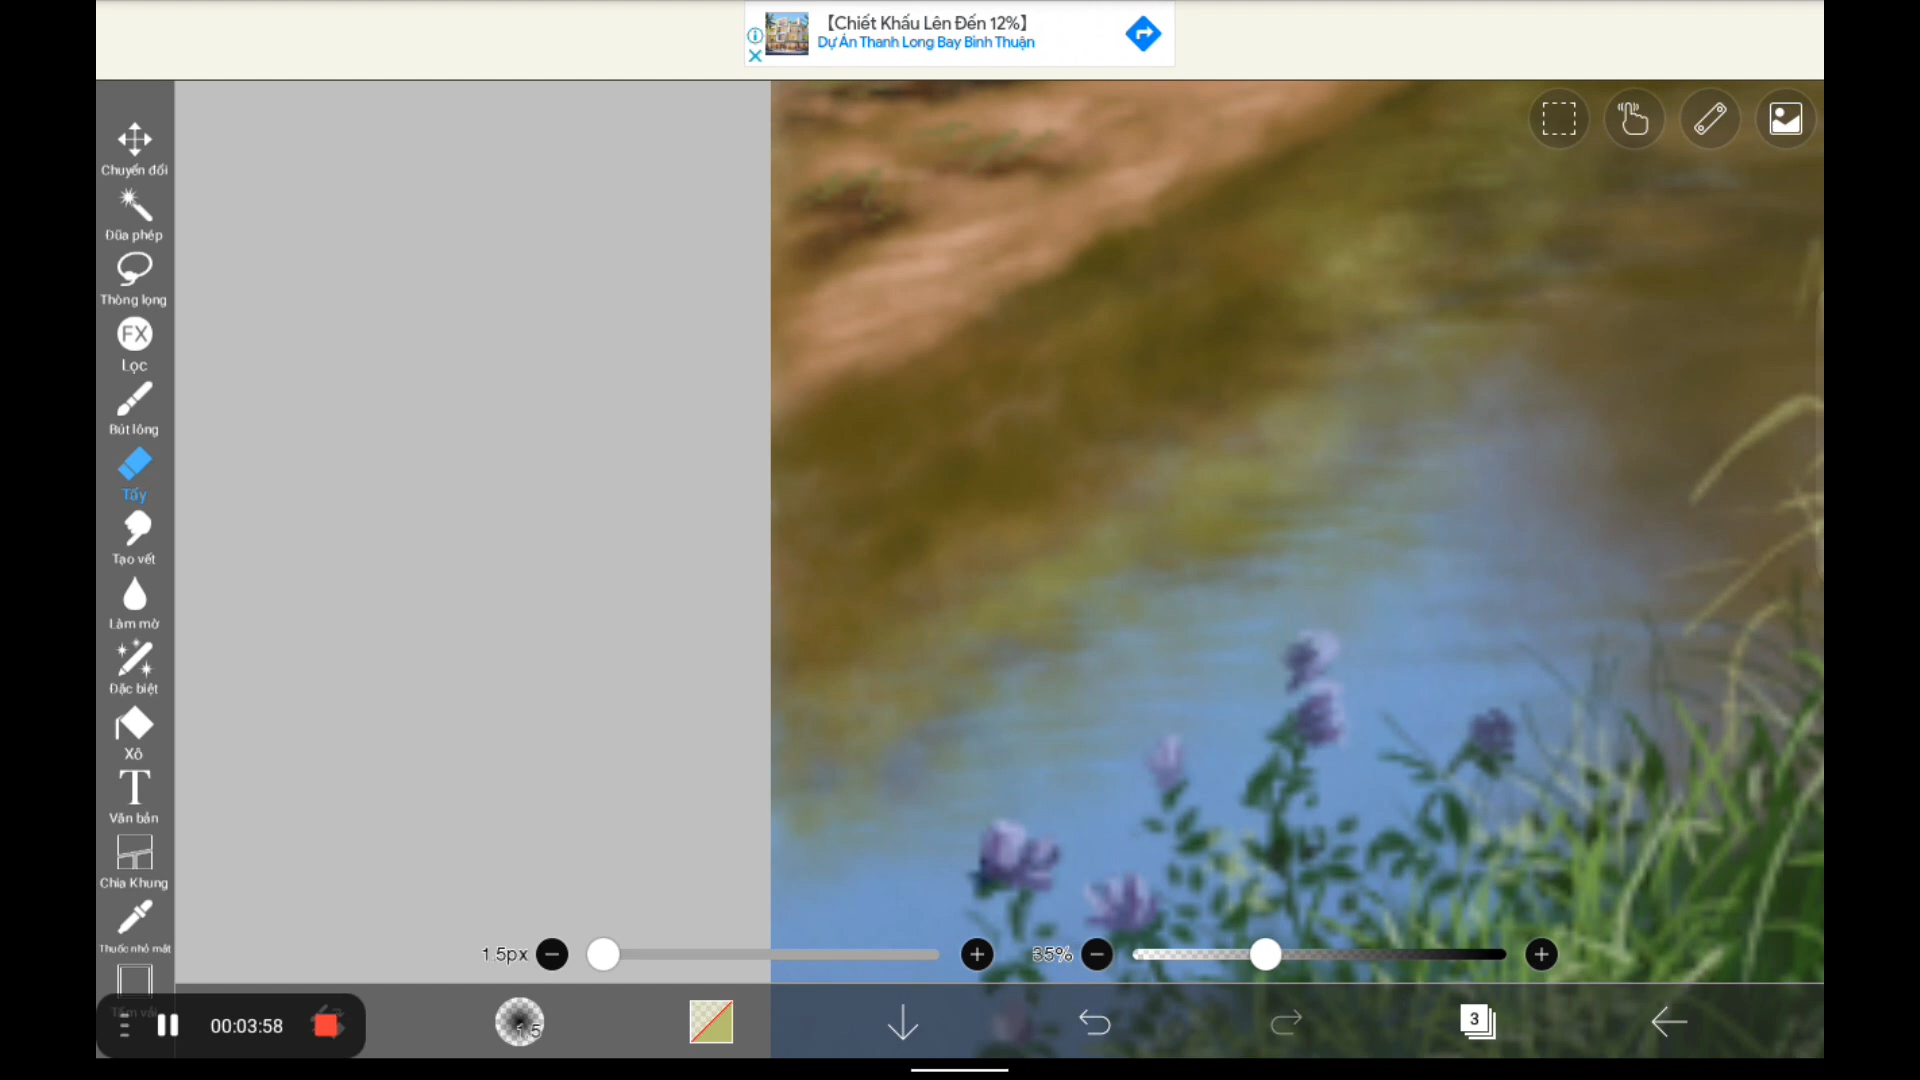 【Chiết Khấu Lên Đến 12%】
Dự Án Thanh Long Bay Bình Thuận
Chuyển đổi
Đũa phép
Thòng lọng
FX
Lọc
Bút lông
Tẩy
Tạo vết
Làm mờ
Đặc biệt
Xô
T
Văn bản
Chia Khung
Thuốc nhỏ mắt
1.5px
35%
00:03:58
1.5
3